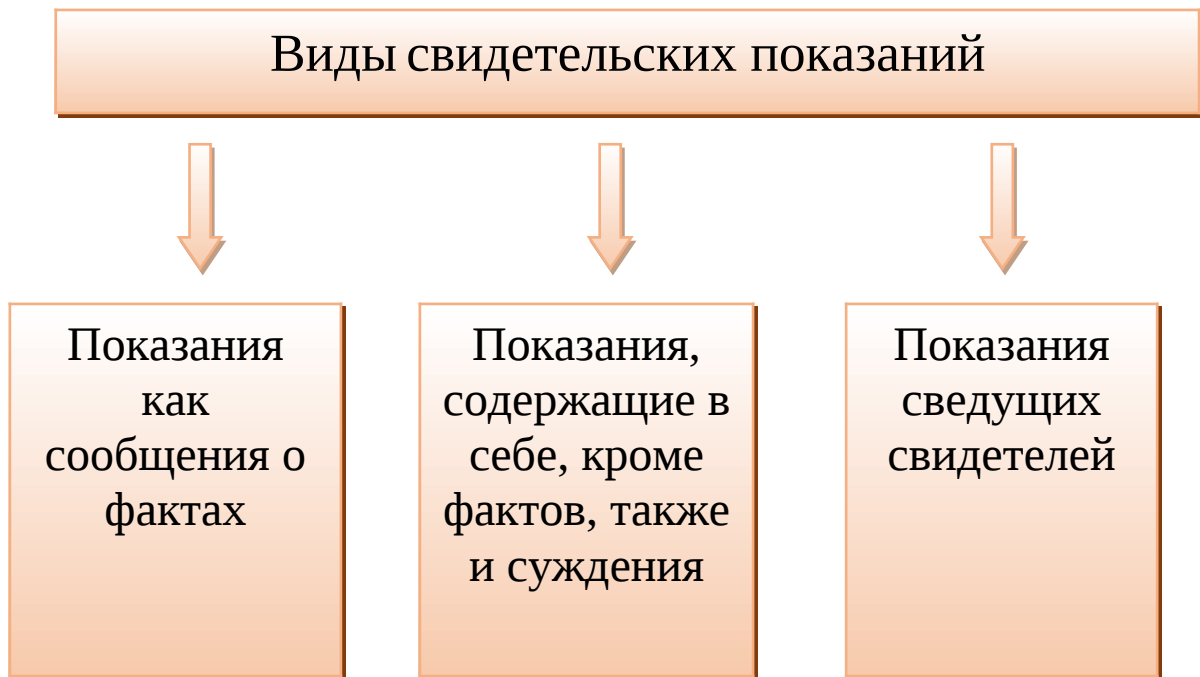 Виды свидетельских показаний
Показания
как
сообщения о
фактах
Показания,
содержащие в
себе, кроме
фактов, также
и суждения
Показания
сведущих
свидетелей